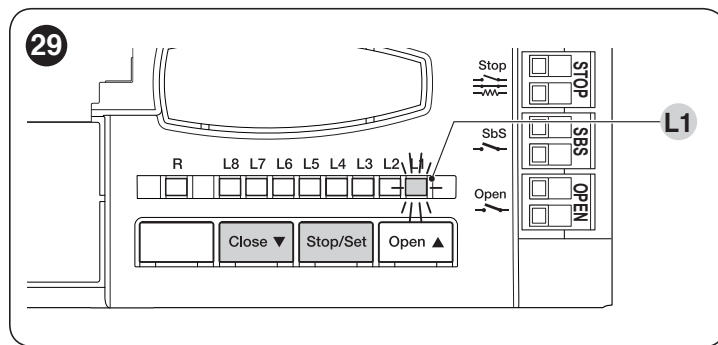 29
Stop
STOP
L1
SbS
SBS
R L8 L7 L6 L5 L4 L3 L2 L1
Open
OPEN
Close ▼ Stop/Set Open ▲